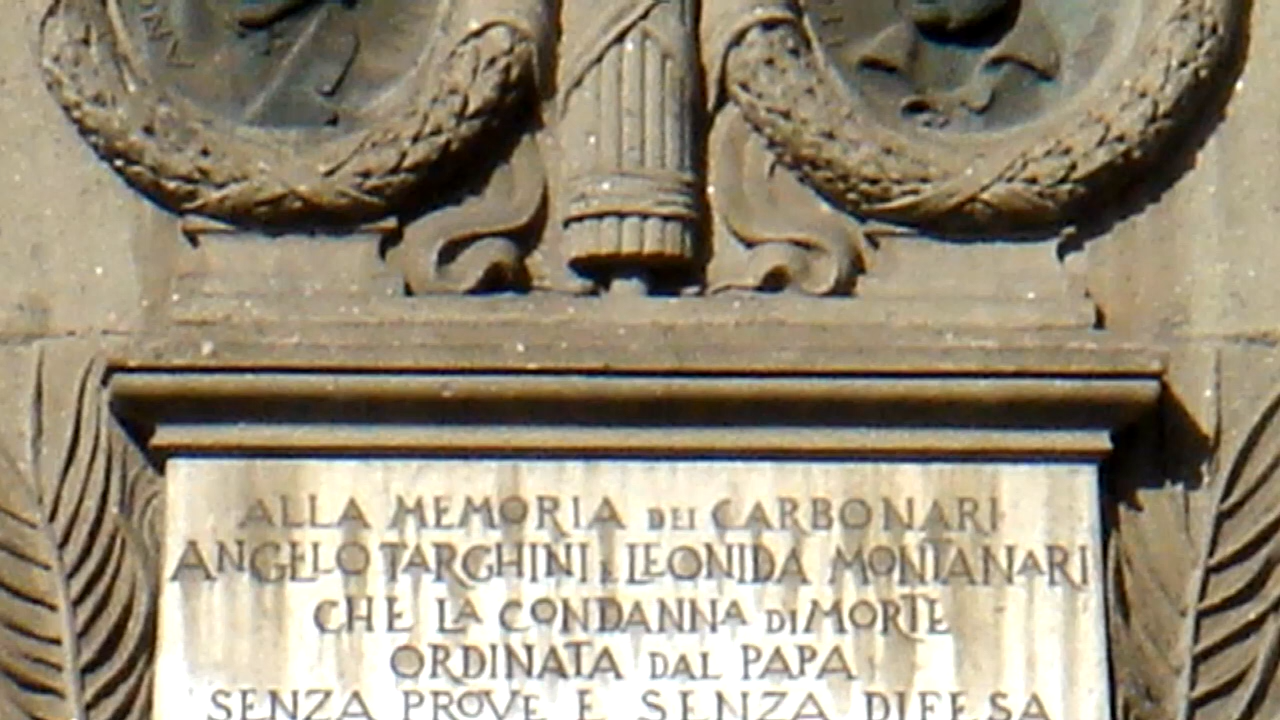 ALLA MEMORIA DEI CARBONARI
ANGELO TARGHINI E LEONIDA MONTANARI
CHE LA CONDANNA DI MORTE
ORDINATA DAL PAPA
SENZA PROVE E SENZA DIFESA